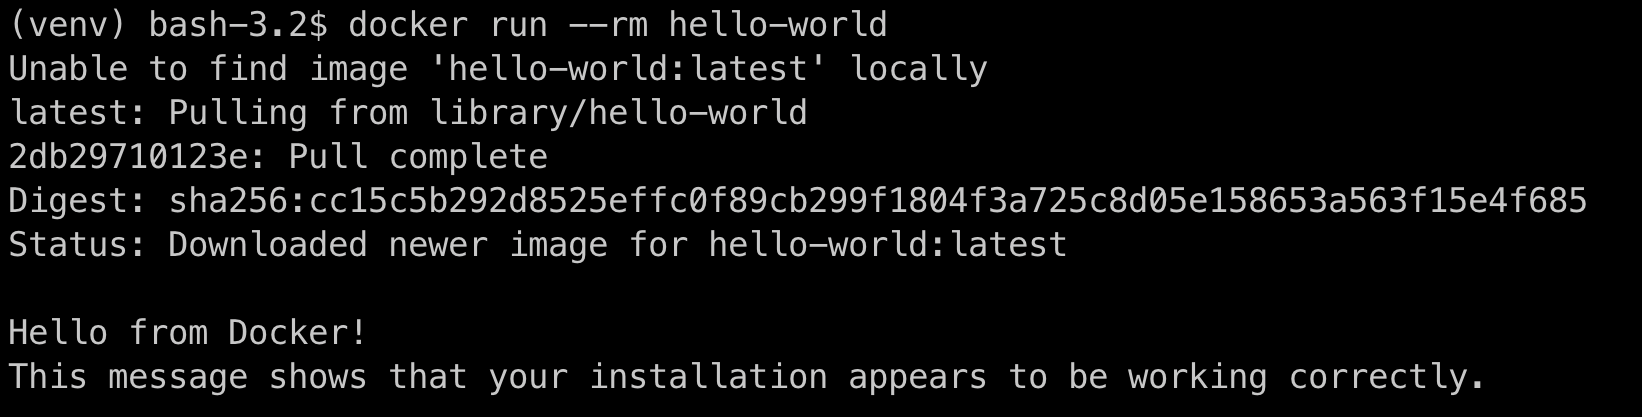 (venv) bash-3.2$ docker run --rm hello-world
Unable to find image 'hello-world:latest' locally
latest: Pulling from library/hello-world
2db29710123e: Pull complete
Digest: sha256:cc15c5b292d8525effc0f89cb299f1804f3a725c8d05e158653a563f15e4f685
Status: Downloaded newer image for hello-world:latest

Hello from Docker!
This message shows that your installation appears to be working correctly.